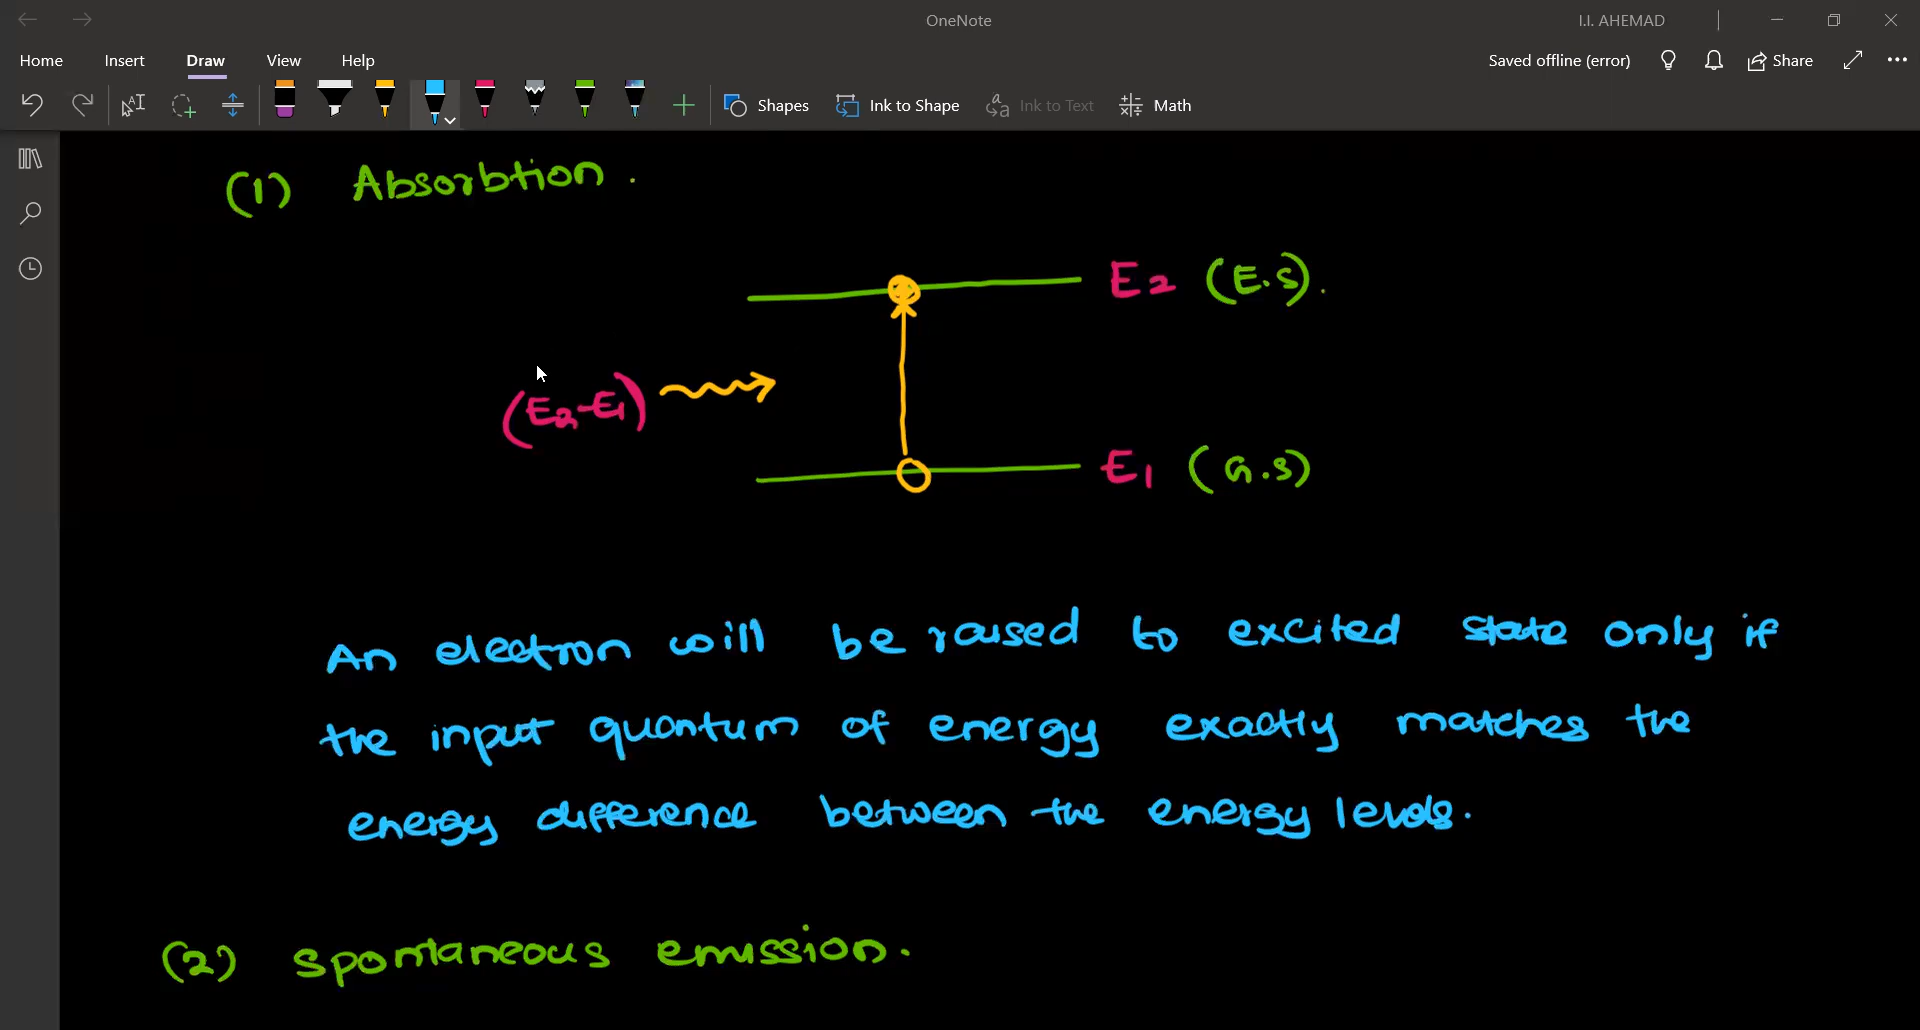 OneNote
I.I. AHEMAD
Home Insert Draw View Help
Saved offline (error) Share
Shapes Ink to Shape Ink to Text Math
(1) Absorbtion.
E2 (E.S).
(E2-E1)
E1 (G.S)
An electron will be raised to excited state only if
the input quantum of energy exactly matches the
energy difference between the energy levels.
(2) spontaneous emission.